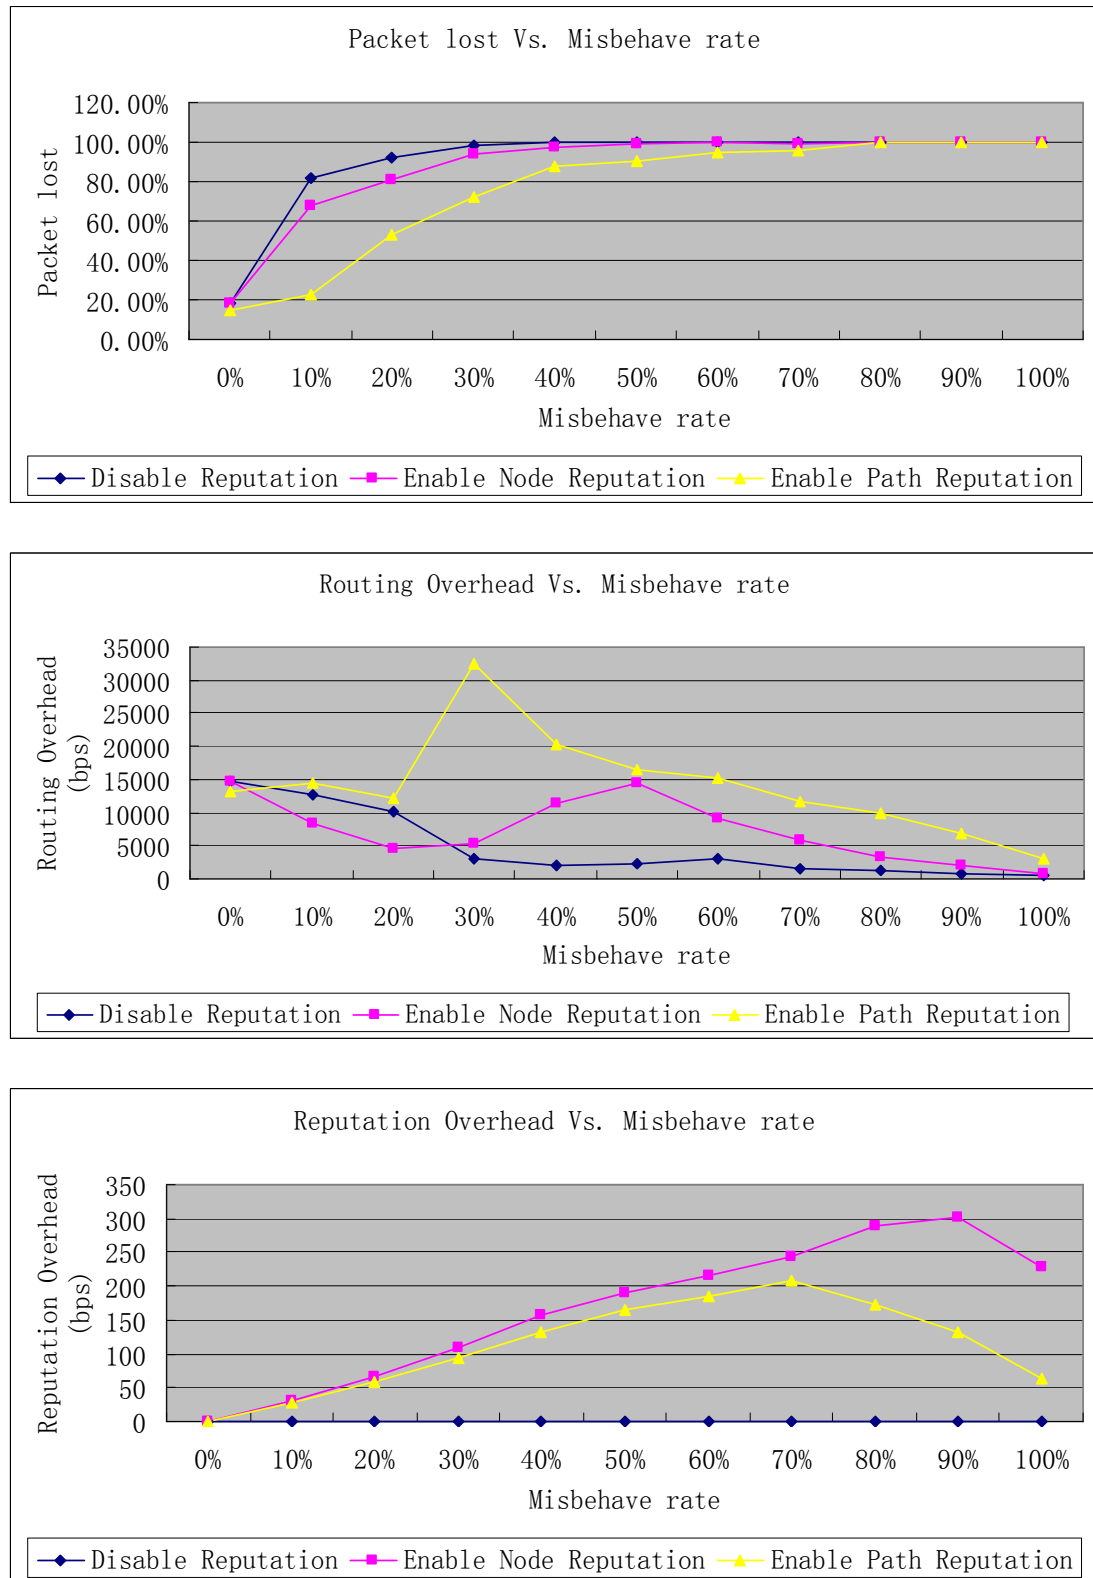 Packet lost Vs. Misbehave rate
120.00%
100.00%
80.00%
60.00%
40.00%
20.00%
0.00%
Packet lost
0% 10% 20% 30% 40% 50% 60% 70% 80% 90% 100%
Misbehave rate
Disable Reputation Enable Node Reputation Enable Path Reputation
Routing Overhead Vs. Misbehave rate
35000
30000
25000
20000
15000
10000
5000
0
Routing Overhead
(bps)
0% 10% 20% 30% 40% 50% 60% 70% 80% 90% 100%
Misbehave rate
Disable Reputation Enable Node Reputation Enable Path Reputation
Reputation Overhead Vs. Misbehave rate
350
300
250
200
150
100
50
0
Reputation Overhead
(bps)
0% 10% 20% 30% 40% 50% 60% 70% 80% 90% 100%
Misbehave rate
Disable Reputation Enable Node Reputation Enable Path Reputation